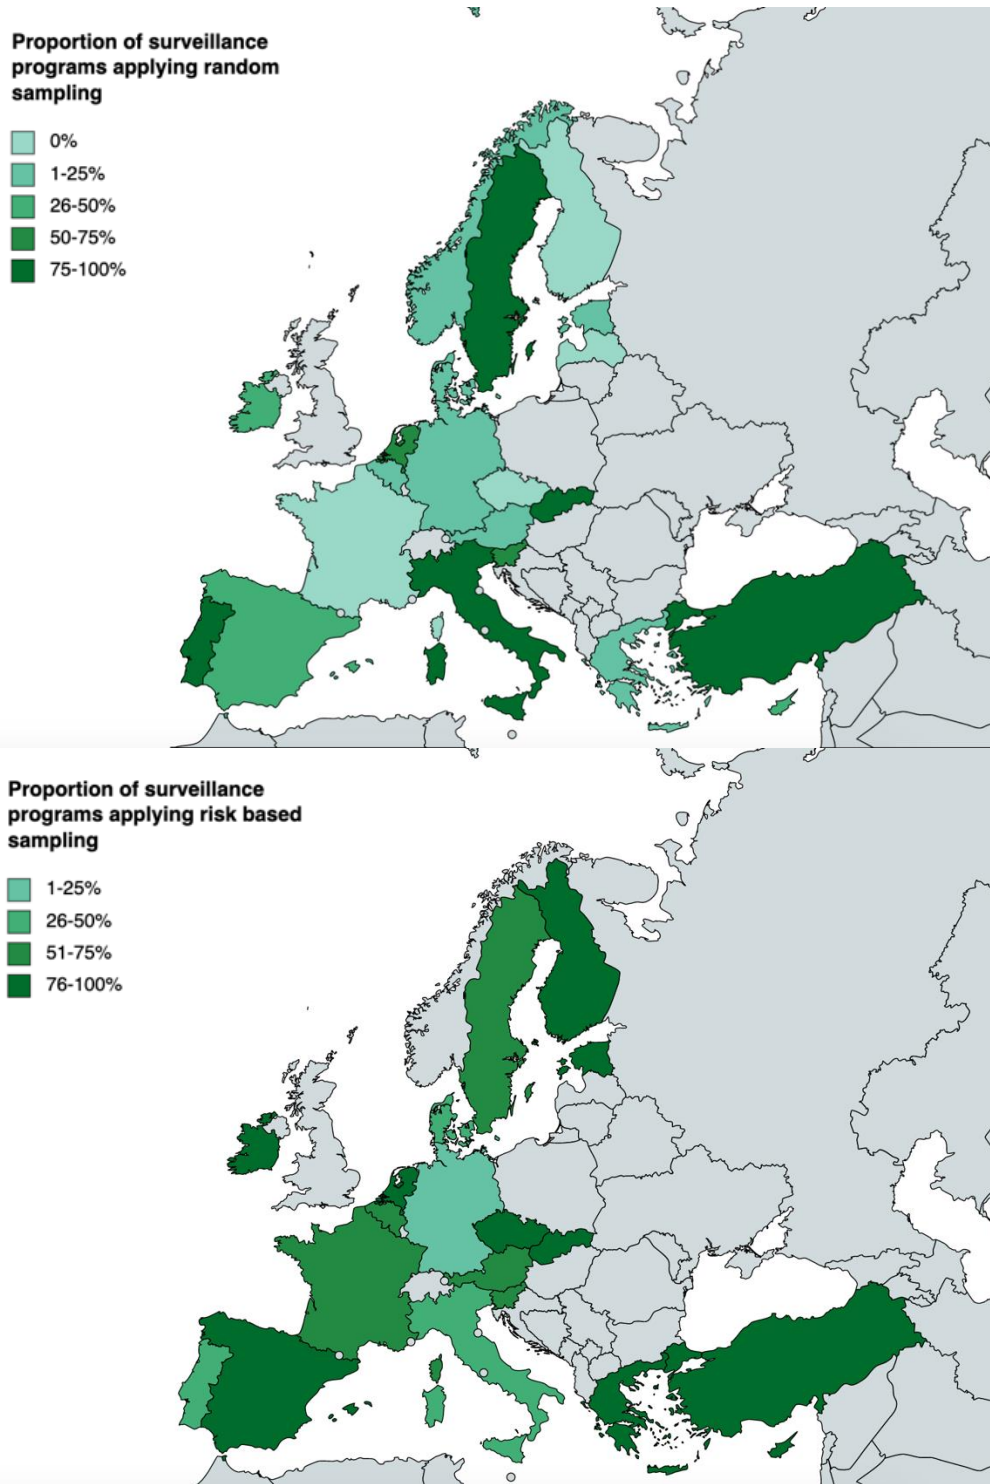 Proportion of surveillance
programs applying random
sampling
0%
1-25%
26-50%
50-75%
75-100%
Proportion of surveillance
programs applying risk based
sampling
1-25%
26-50%
51-75%
76-100%